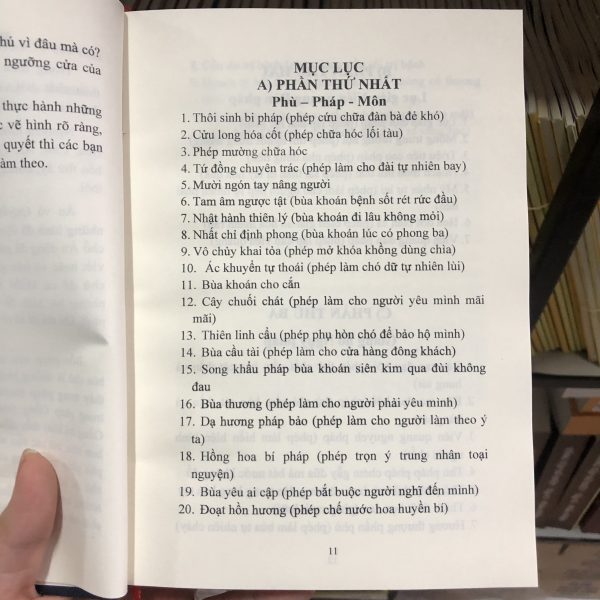 hủ vì đâu mà có?
ngưỡng cửa của
thực hành những
vẽ hình rõ ràng,
quyết thì các bạn
làm theo.
MỤC LỤC
A) PHẦN THỨ NHẤT
Phù – Pháp - Môn
1. Thôi sinh bi pháp (phép cứu chữa đàn bà đẻ khó)
2. Cửu long hóa cốt (phép chữa hóc lối tàu)
3. Phép mường chữa hóc
4. Tứ đồng chuyên trác (phép làm cho đài tự nhiên bay)
5. Mười ngón tay nâng người
6. Tam âm ngược tật (bùa khoán bệnh sốt rét rức đầu)
7. Nhật hành thiên lý (bùa khoán đi lâu không mỏi)
8. Nhất chỉ định phong (bùa khoán lúc có phong ba)
9. Vô chủy khai tỏa (phép mở khóa không dùng chìa)
10. Ác khuyển tự thoái (phép làm chó dữ tự nhiên lùi)
11. Bùa khoán cho cắn
12. Cây chuối chát (phép làm cho người yêu mình mãi
mãi)
13. Thiên linh cẩu (phép phụ hòn chó để bảo hộ mình)
14. Bùa cầu tài (phép làm cho cửa hàng đông khách)
15. Song khẩu pháp bùa khoán siên kim qua đùi không
đau
16. Bùa thương (phép làm cho người phải yêu mình)
17. Dạ hương pháp bảo (phép làm cho người làm theo ý
ta)
18. Hồng hoa bí pháp (phép trọn ý trung nhân toại
nguyện)
19. Bùa yêu ai cập (phép bắt buộc người nghĩ đến mình)
20. Đoạt hồn hương (phép chế nước hoa huyền bí)
11